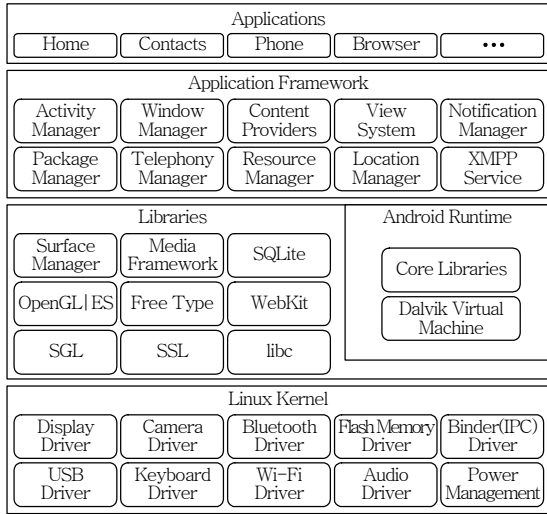 Applications
Home Contacts Phone Browser •••
Application Framework
Activity Manager
Window Manager
Content Providers
View System
Notification Manager
Package Manager
Telephony Manager
Resource Manager
Location Manager
XMPP Service
Libraries
Surface Manager
Media Framework
SQLite
OpenGL|ES
Free Type
WebKit
SGL
SSL
libc
Android Runtime
Core Libraries
Dalvik Virtual Machine
Linux Kernel
Display Driver
Camera Driver
Bluetooth Driver
Flash Memory Driver
Binder(IPC) Driver
USB Driver
Keyboard Driver
Wi-Fi Driver
Audio Driver
Power Management